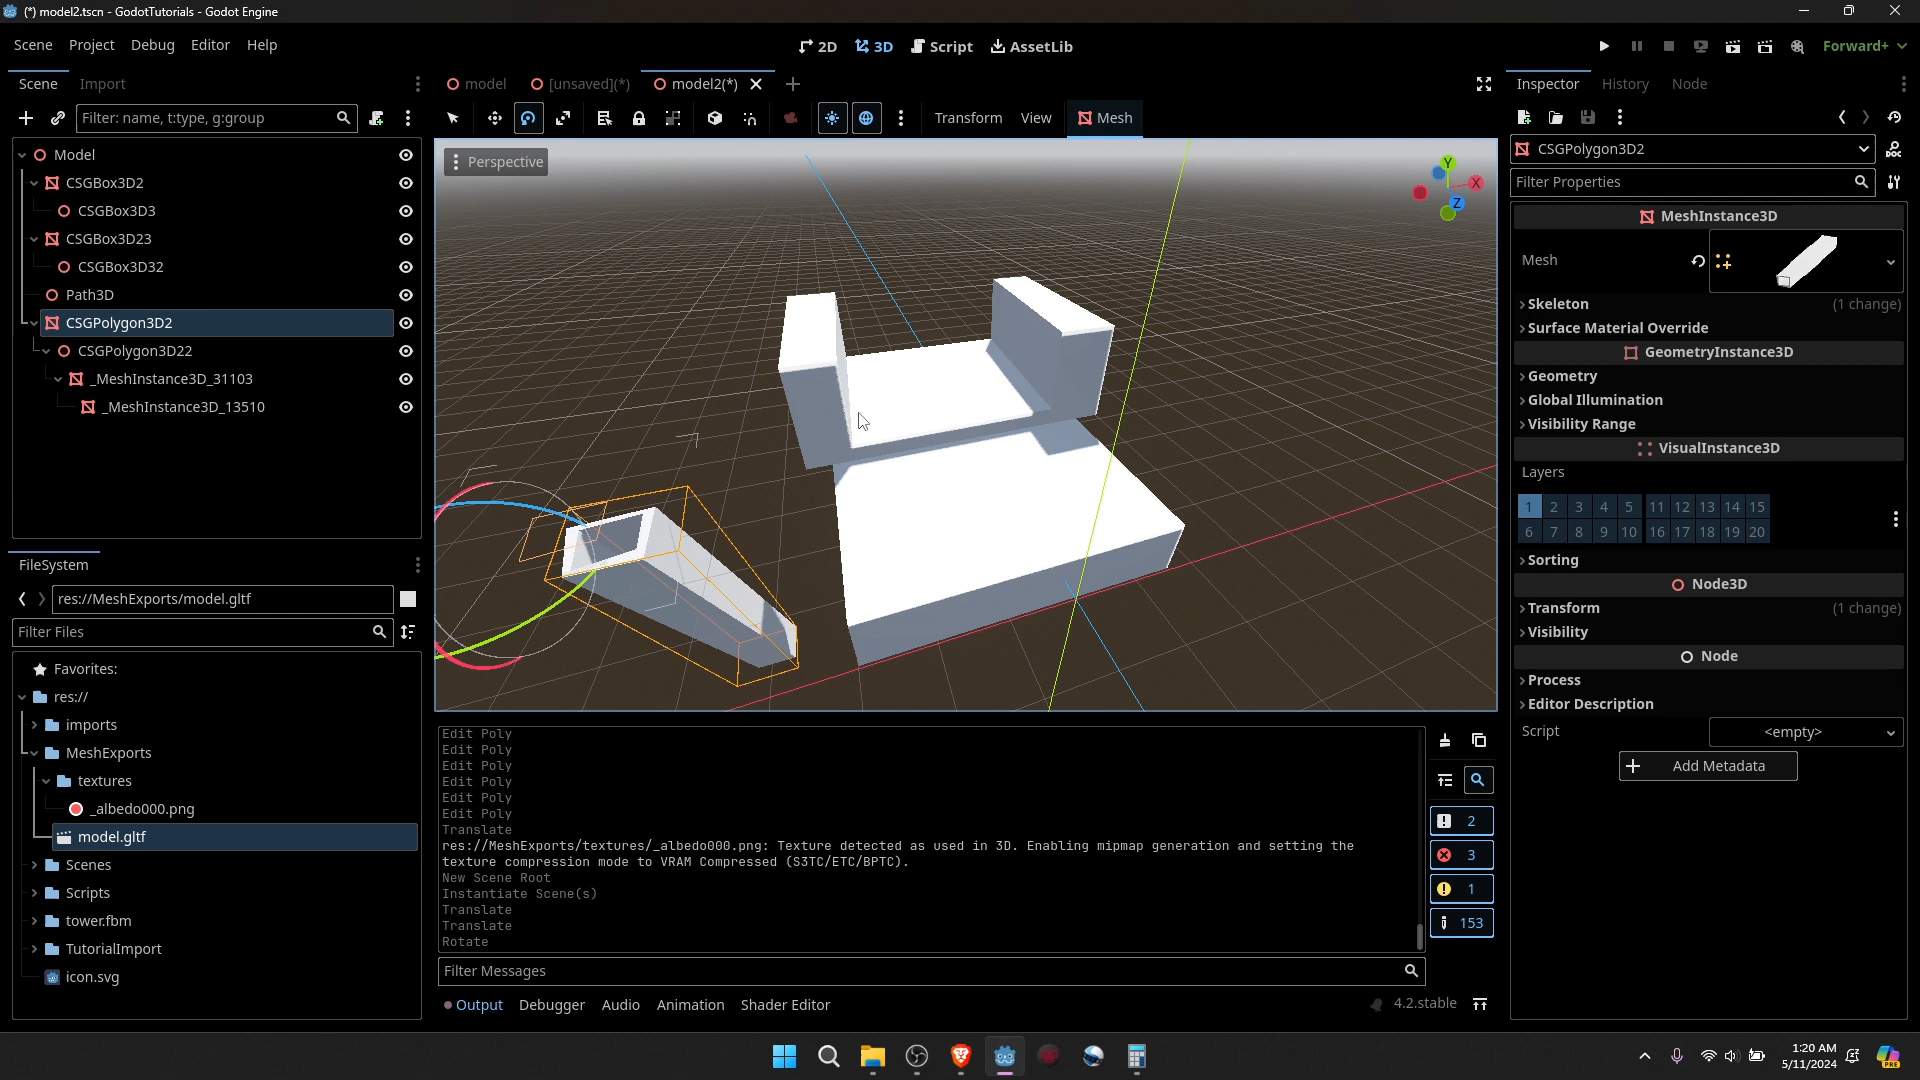 (*) model2.tscn - GodotTutorials - Godot Engine
Scene Project Debug Editor Help
2D 3D Script AssetLib
Forward+
Scene Import
model [unsaved](*) model2(*)
Inspector History Node
Filter: name, t:type, g:group
Transform View Mesh
Model
CSGBox3D2
CSGBox3D3
CSGBox3D23
CSGBox3D32
Path3D
CSGPolygon3D2
CSGPolygon3D22
_MeshInstance3D_31103
_MeshInstance3D_13510
Perspective
Y
X
Z
CSGPolygon3D2
Filter Properties
MeshInstance3D
Mesh
Skeleton (1 change)
Surface Material Override
GeometryInstance3D
Geometry
Global Illumination
Visibility Range
VisualInstance3D
Layers
1 2 3 4 5 11 12 13 14 15
6 7 8 9 10 16 17 18 19 20
Sorting
Node3D
Transform (1 change)
Visibility
Node
Process
Editor Description
Script <empty>
Add Metadata
FileSystem
res://MeshExports/model.gltf
Filter Files
Favorites:
res://
imports
MeshExports
textures
_albedo000.png
model.gltf
Scenes
Scripts
tower.fbm
TutorialImport
icon.svg
Edit Poly
Edit Poly
Edit Poly
Edit Poly
Edit Poly
Edit Poly
Translate
res://MeshExports/textures/_albedo000.png: Texture detected as used in 3D. Enabling mipmap generation and setting the
texture compression mode to VRAM Compressed (S3TC/ETC/BPTC).
New Scene Root
Instantiate Scene(s)
Translate
Translate
Rotate
2
3
1
153
Filter Messages
Output Debugger Audio Animation Shader Editor
4.2.stable
1:20 AM
5/11/2024
PRE